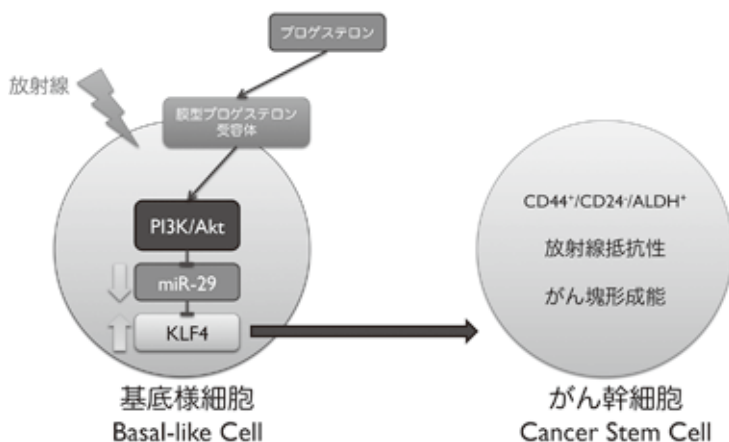 プロゲステロン
放射線
膜型プロゲステロン
受容体
PI3K/Akt
miR-29
KLF4
基底様細胞
Basal-like Cell
CD44⁺/CD24⁻/ALDH⁺
放射線抵抗性
がん塊形成能
がん幹細胞
Cancer Stem Cell